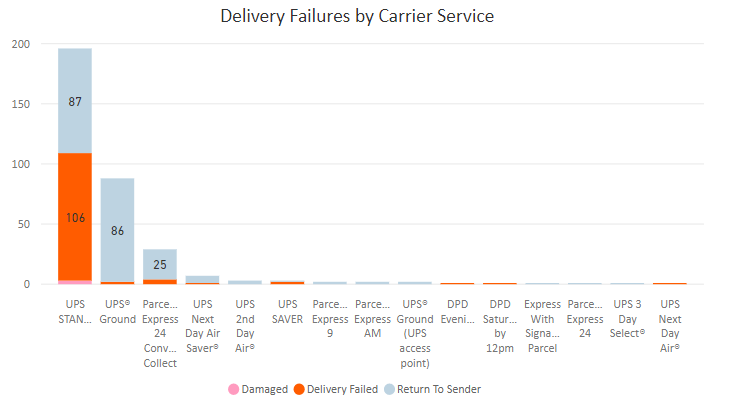 Delivery Failures by Carrier Service
200
150
100
50
0
87
106
86
25
UPS
STAN...
UPS®
Ground
Parce...
Express
24
Conv...
Collect
UPS
Next
Day Air
Saver®
UPS
2nd
Day
Air®
UPS
SAVER
Parce...
Express
9
Parce...
Express
AM
UPS®
Ground
(UPS
access
point)
DPD
Eveni...
DPD
Satur...
by
12pm
Express
With
Signa...
Parcel
Parce...
Express
24
UPS 3
Day
Select®
UPS
Next
Day
Air®
Damaged Delivery Failed Return To Sender